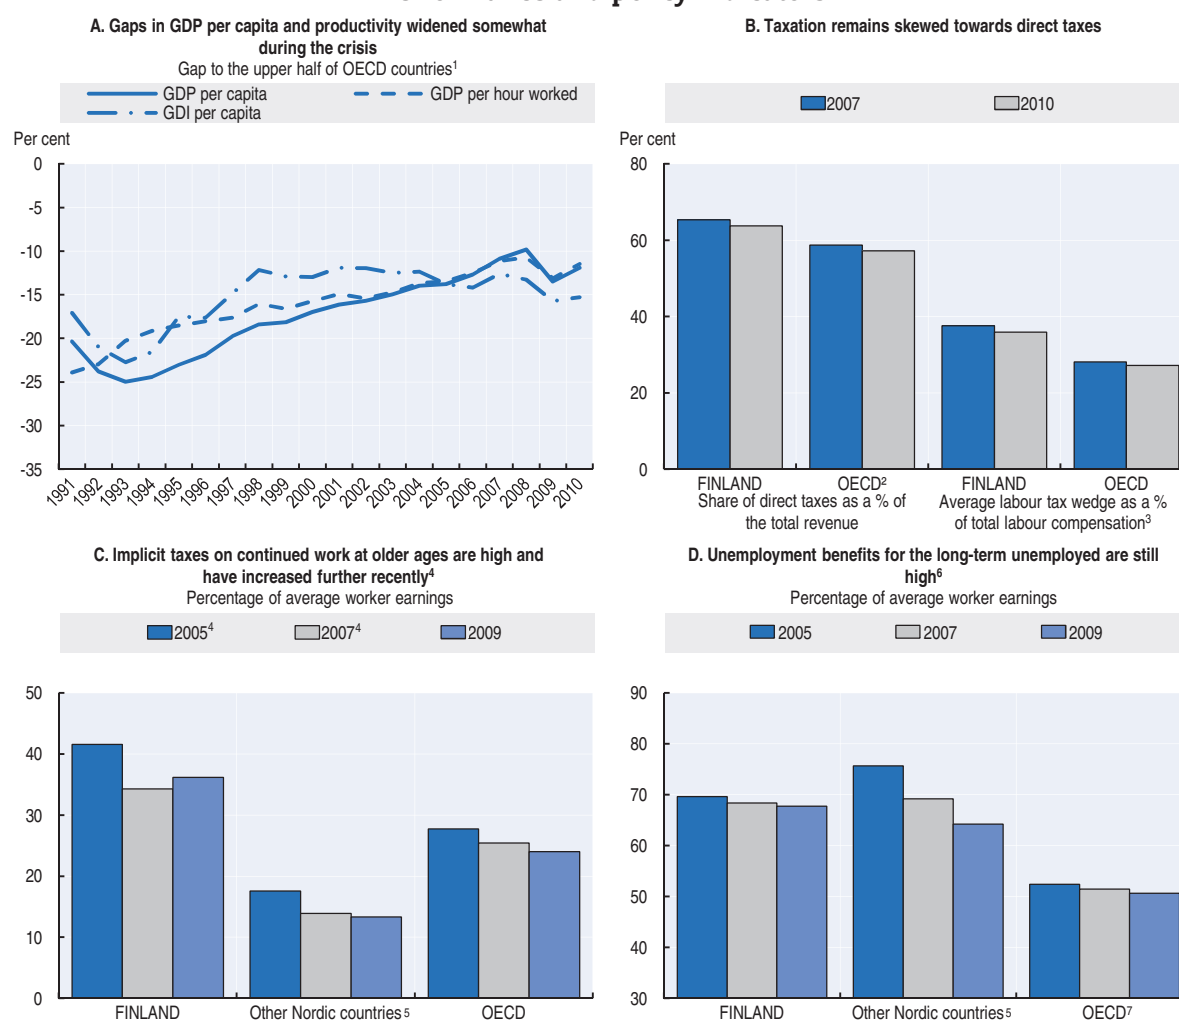 A. Gaps in GDP per capita and productivity widened somewhat
during the crisis
Gap to the upper half of OECD countries¹
GDP per capita
GDP per hour worked
GDI per capita
Per cent
0
-5
-10
-15
-20
-25
-30
-35
1991 1992 1993 1994 1995 1996 1997 1998 1999 2000 2001 2002 2003 2004 2005 2006 2007 2008 2009 2010
B. Taxation remains skewed towards direct taxes
2007 2010
Per cent
80
60
40
20
0
FINLAND OECD² FINLAND OECD
Share of direct taxes as a % of
the total revenue
Average labour tax wedge as a %
of total labour compensation³
C. Implicit taxes on continued work at older ages are high and
have increased further recently⁴
Percentage of average worker earnings
2005⁴ 2007⁴ 2009
50
40
30
20
10
0
FINLAND Other Nordic countries⁵ OECD
D. Unemployment benefits for the long-term unemployed are still
high⁶
Percentage of average worker earnings
2005 2007 2009
90
80
70
60
50
40
30
FINLAND Other Nordic countries⁵ OECD⁷